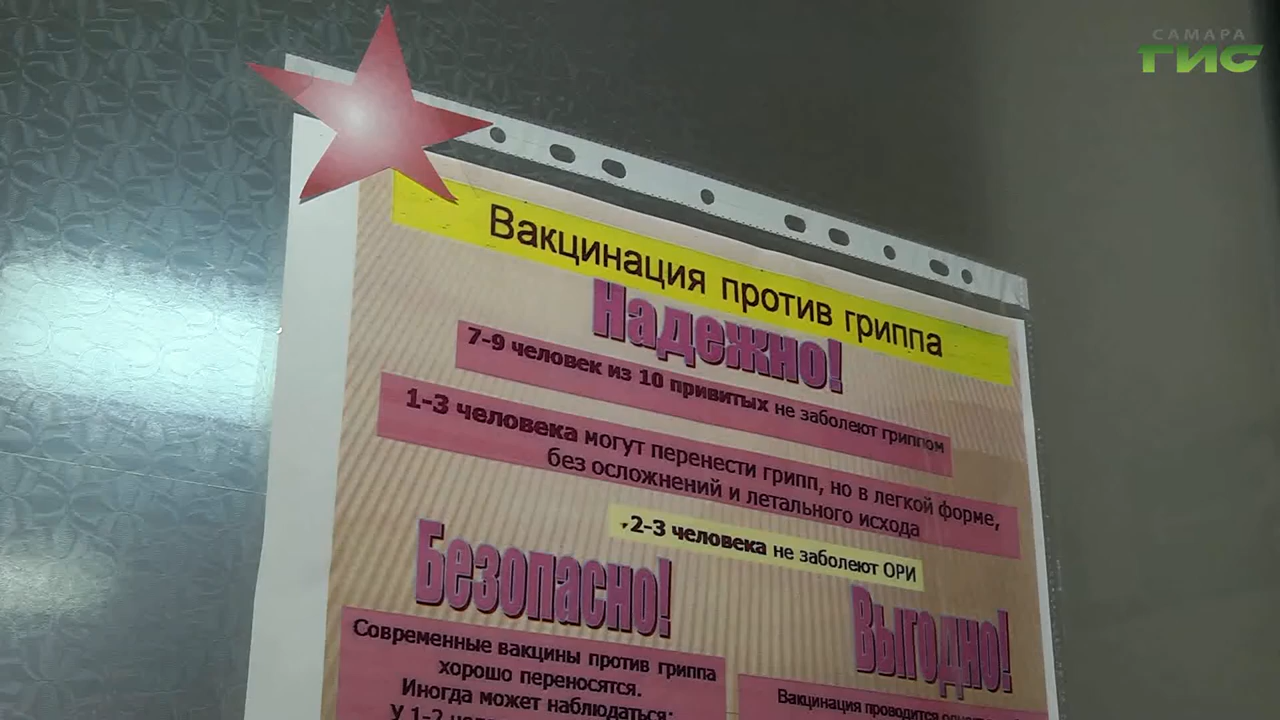 САМАРА
ГИС
Вакцинация против гриппа
Надежно!
7-9 человек из 10 привитых не заболеют гриппом
1-3 человека могут перенести грипп, но в легкой форме,
без осложнений и летального исхода
2-3 человека не заболеют ОРИ
Безопасно!
Современные вакцины против гриппа
хорошо переносятся.
Иногда может наблюдаться:
У 1-2
Выгодно!
Вакцинация проводится